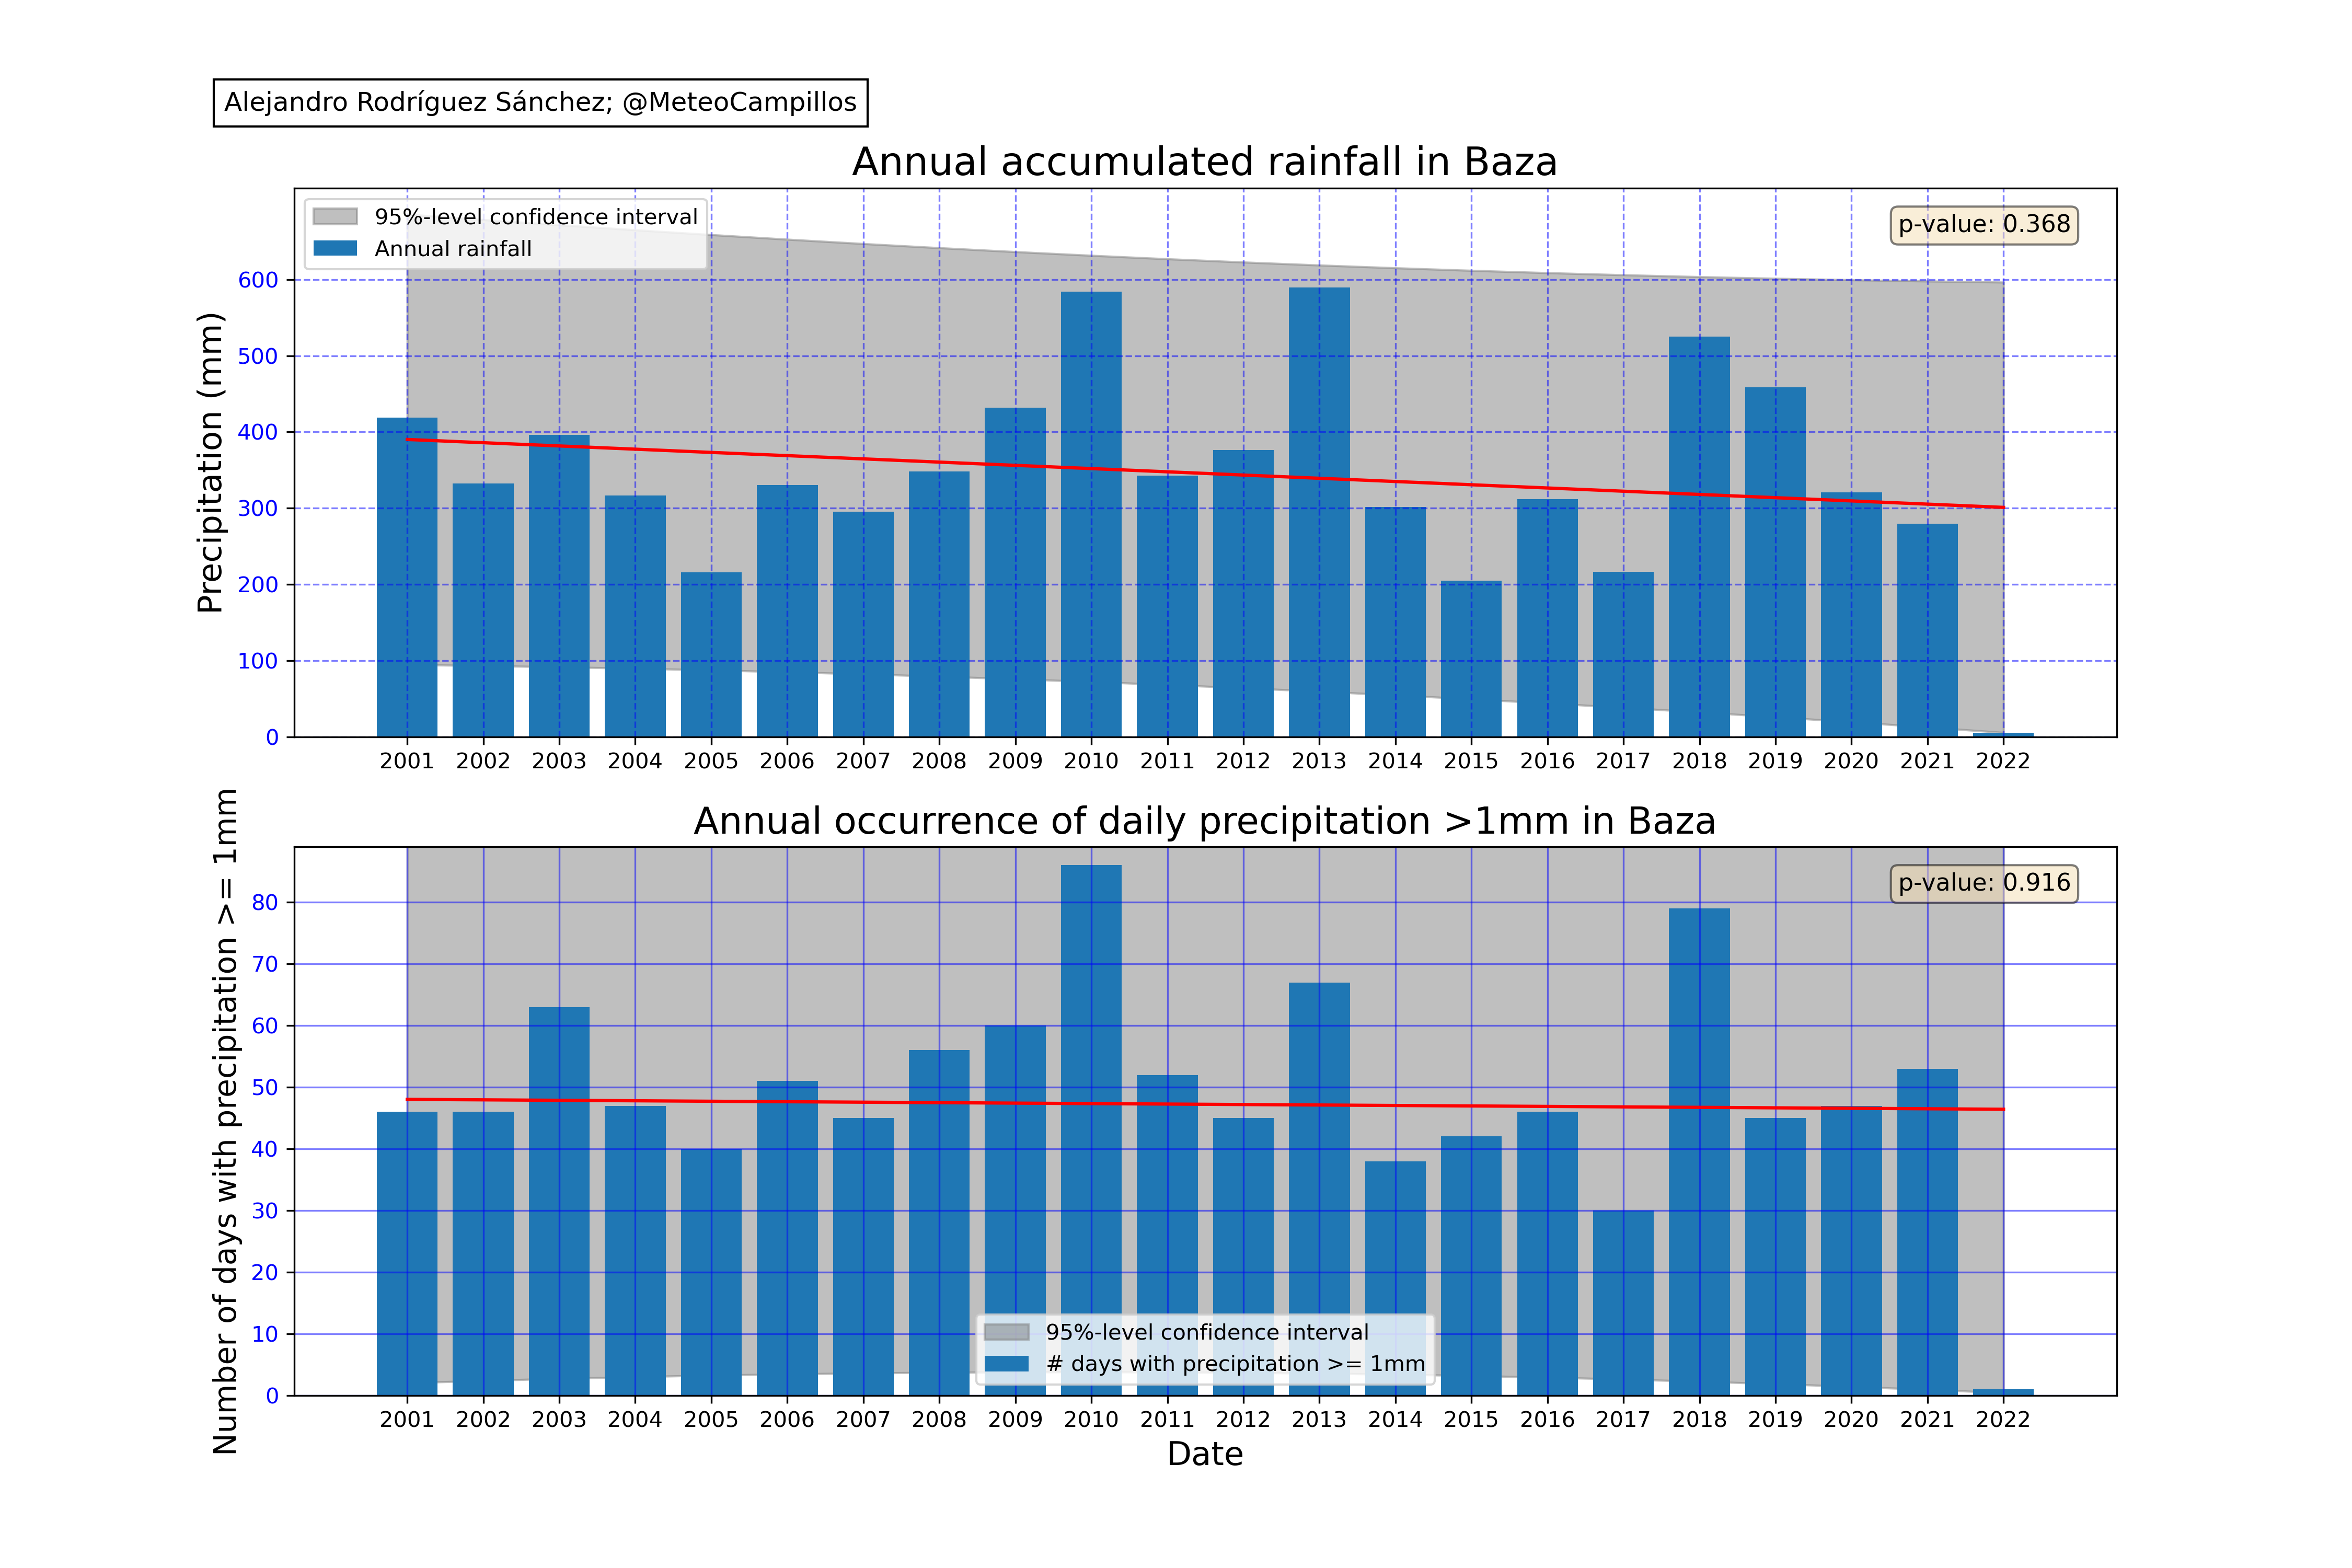 Alejandro Rodríguez Sánchez; @MeteoCampillos
Annual accumulated rainfall in Baza
95%-level confidence interval
Annual rainfall
p-value: 0.368
Precipitation (mm)
600
500
400
300
200
100
0
2001 2002 2003 2004 2005 2006 2007 2008 2009 2010 2011 2012 2013 2014 2015 2016 2017 2018 2019 2020 2021 2022
Annual occurrence of daily precipitation >1mm in Baza
p-value: 0.916
Number of days with precipitation >= 1mm
80
70
60
50
40
30
20
10
0
95%-level confidence interval
# days with precipitation >= 1mm
2001 2002 2003 2004 2005 2006 2007 2008 2009 2010 2011 2012 2013 2014 2015 2016 2017 2018 2019 2020 2021 2022
Date